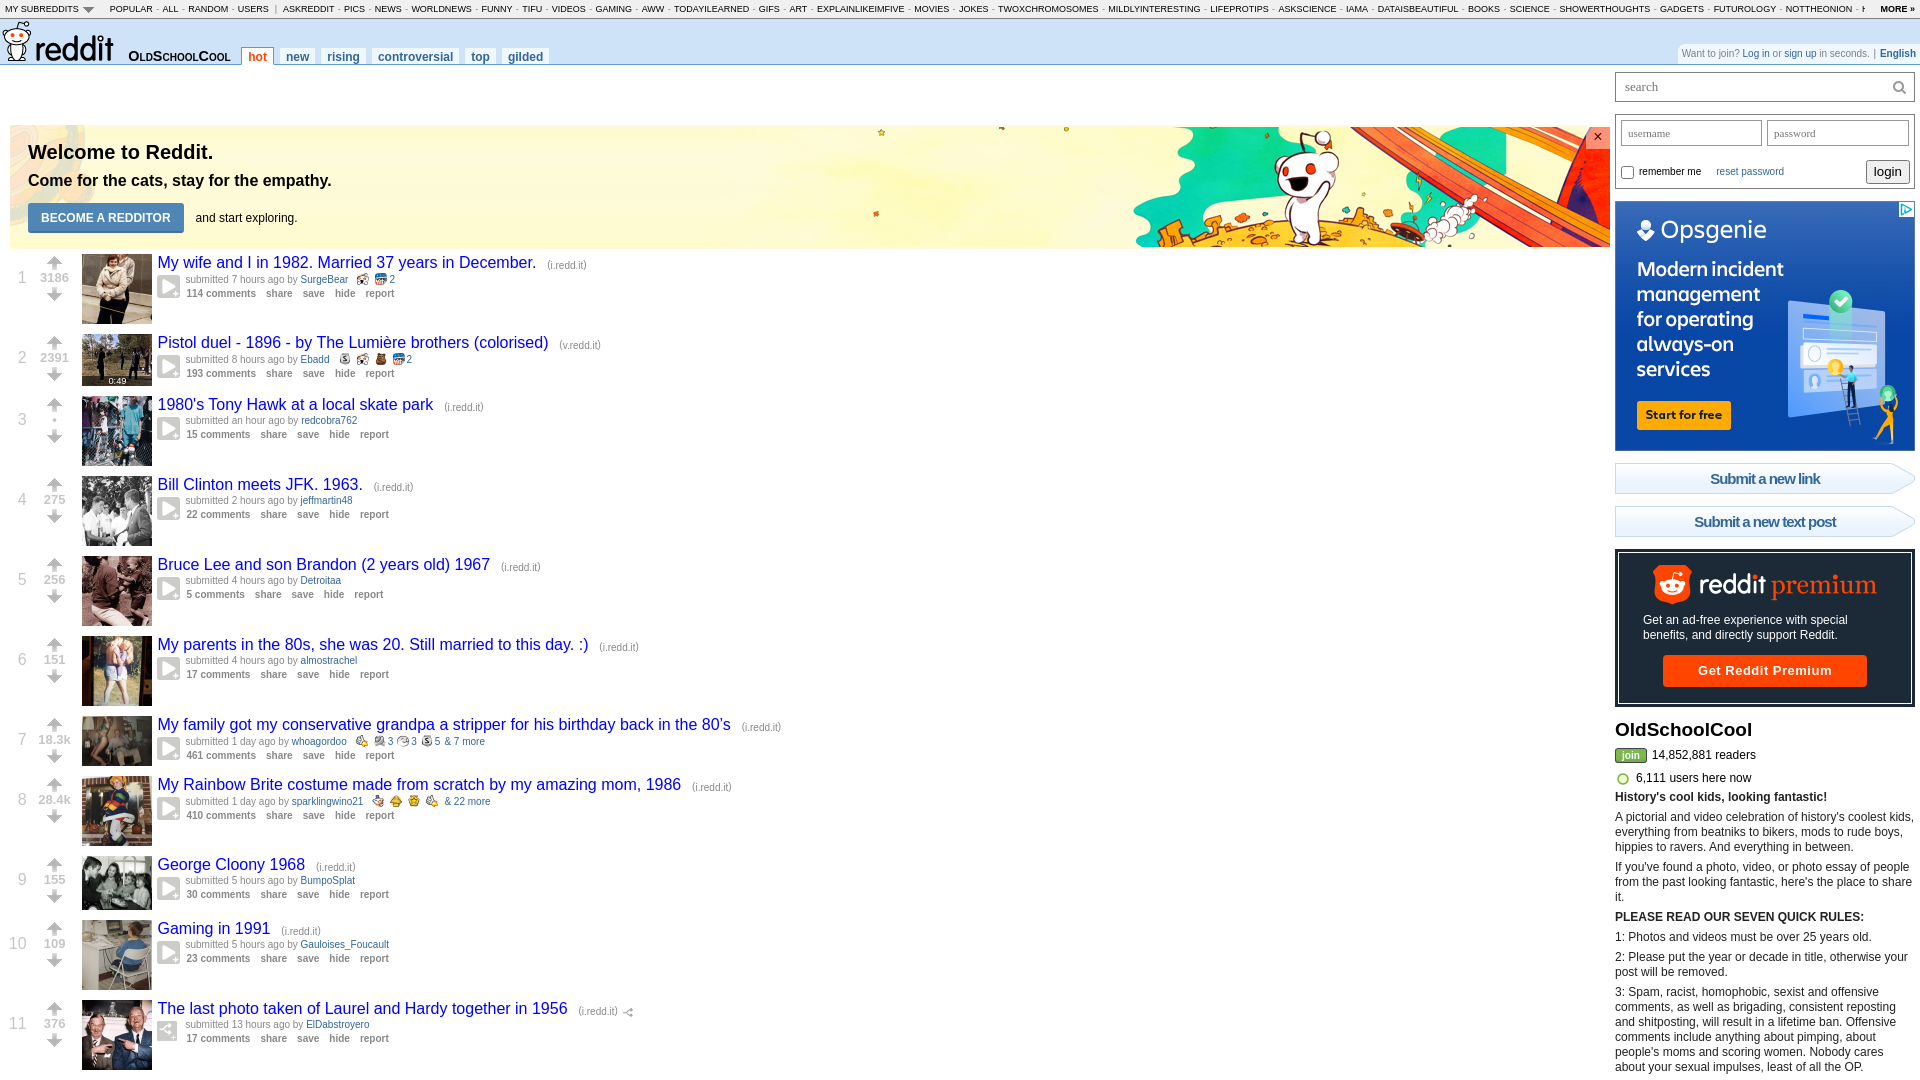 MY SUBREDDITS POPULAR - ALL - RANDOM - USERS | ASKREDDIT - PICS - NEWS - WORLDNEWS - FUNNY - TIFU - VIDEOS - GAMING - AWW - TODAYILEARNED - GIFS - ART - EXPLAINLIKEIMFIVE - MOVIES - JOKES - TWOXCHROMOSOMES - MILDLYINTERESTING - LIFEPROTIPS - ASKSCIENCE - IAMA - DATAISBEAUTIFUL - BOOKS - SCIENCE - SHOWERTHOUGHTS - GADGETS - FUTUROLOGY - NOTTHEONION - MORE »
reddit OLDSCHOOLCOOL hot new rising controversial top gilded
Want to join? Log in or sign up in seconds. | English
search
username password
remember me reset password login
Welcome to Reddit.
Come for the cats, stay for the empathy.
BECOME A REDDITOR and start exploring.
×
1 3186 My wife and I in 1982. Married 37 years in December. (i.redd.it)
submitted 7 hours ago by SurgeBear 2
114 comments share save hide report
2 2391 Pistol duel - 1896 - by The Lumière brothers (colorised) (v.redd.it)
submitted 8 hours ago by Ebadd 2
193 comments share save hide report
0:49
3 • 1980's Tony Hawk at a local skate park (i.redd.it)
submitted an hour ago by redcobra762
15 comments share save hide report
4 275 Bill Clinton meets JFK. 1963. (i.redd.it)
submitted 2 hours ago by jeffmartin48
22 comments share save hide report
5 256 Bruce Lee and son Brandon (2 years old) 1967 (i.redd.it)
submitted 4 hours ago by Detroitaa
5 comments share save hide report
6 151 My parents in the 80s, she was 20. Still married to this day. :) (i.redd.it)
submitted 4 hours ago by almostrachel
17 comments share save hide report
7 18.3k My family got my conservative grandpa a stripper for his birthday back in the 80's (i.redd.it)
submitted 1 day ago by whoagordoo 3 3 5 & 7 more
461 comments share save hide report
8 28.4k My Rainbow Brite costume made from scratch by my amazing mom, 1986 (i.redd.it)
submitted 1 day ago by sparklingwino21 & 22 more
410 comments share save hide report
9 155 George Cloony 1968 (i.redd.it)
submitted 5 hours ago by BumpoSplat
30 comments share save hide report
10 109 Gaming in 1991 (i.redd.it)
submitted 5 hours ago by Gauloises_Foucault
23 comments share save hide report
11 376 The last photo taken of Laurel and Hardy together in 1956 (i.redd.it)
submitted 13 hours ago by ElDabstroyero
17 comments share save hide report
Opsgenie
Modern incident
management
for operating
always-on
services
Start for free
Submit a new link
Submit a new text post
reddit premium
Get an ad-free experience with special
benefits, and directly support Reddit.
Get Reddit Premium
OldSchoolCool
join 14,852,881 readers
6,111 users here now
History's cool kids, looking fantastic!
A pictorial and video celebration of history's coolest kids,
everything from beatniks to bikers, mods to rude boys,
hippies to ravers. And everything in between.
If you've found a photo, video, or photo essay of people
from the past looking fantastic, here's the place to share
it.
PLEASE READ OUR SEVEN QUICK RULES:
1: Photos and videos must be over 25 years old.
2: Please put the year or decade in title, otherwise your
post will be removed.
3: Spam, racist, homophobic, sexist and offensive
comments, as well as brigading, consistent reposting
and shitposting, will result in a lifetime ban. Offensive
comments include anything about pimping, about
people's moms and scoring women. Nobody cares
about your sexual impulses, least of all the OP.